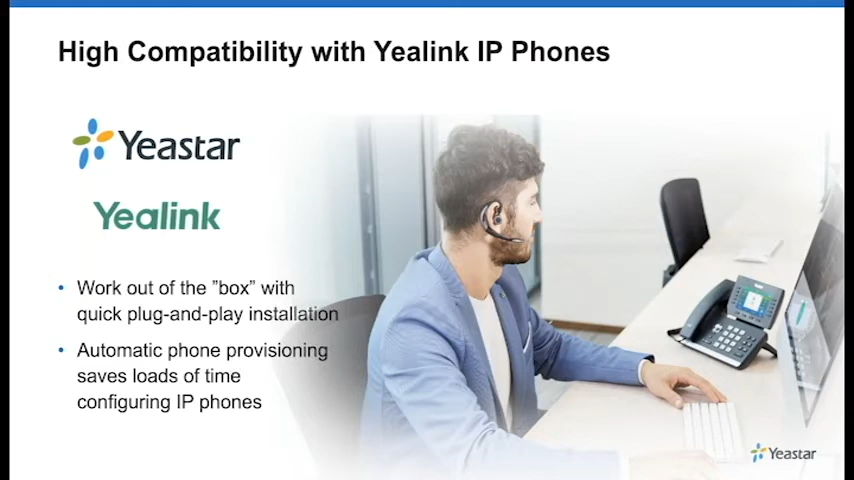 High Compatibility with Yealink IP Phones
Yeastar
Yealink
• Work out of the ”box” with
quick plug-and-play installation
• Automatic phone provisioning
saves loads of time
configuring IP phones
Yeastar